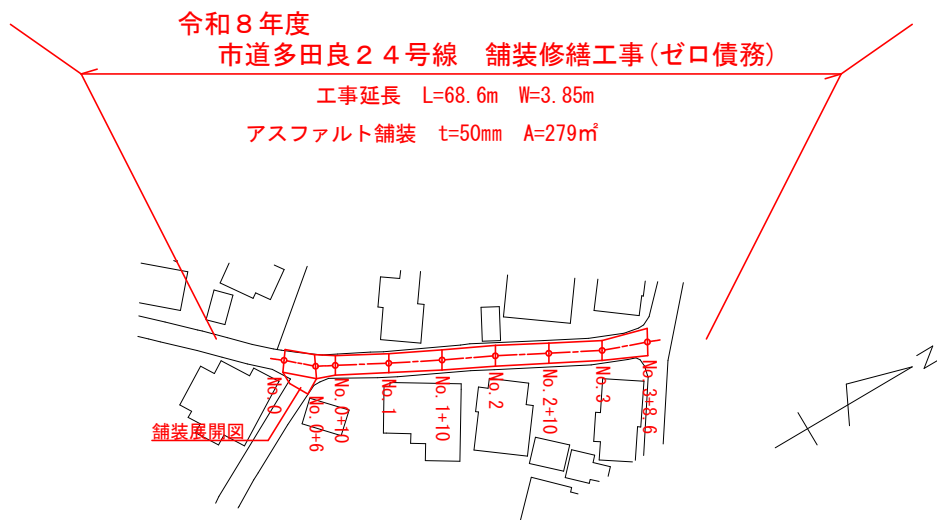 令和８年度
市道多田良２４号線　舗装修繕工事(ゼロ債務)
工事延長　L=68.6m　W=3.85m
アスファルト舗装　t=50mm　A=279㎡
No. 0
No. 0+6
No. 0+10
No. 1
No. 1+10
No. 2
No. 2+10
No. 3
No. 3+8.6
舗装展開図
N